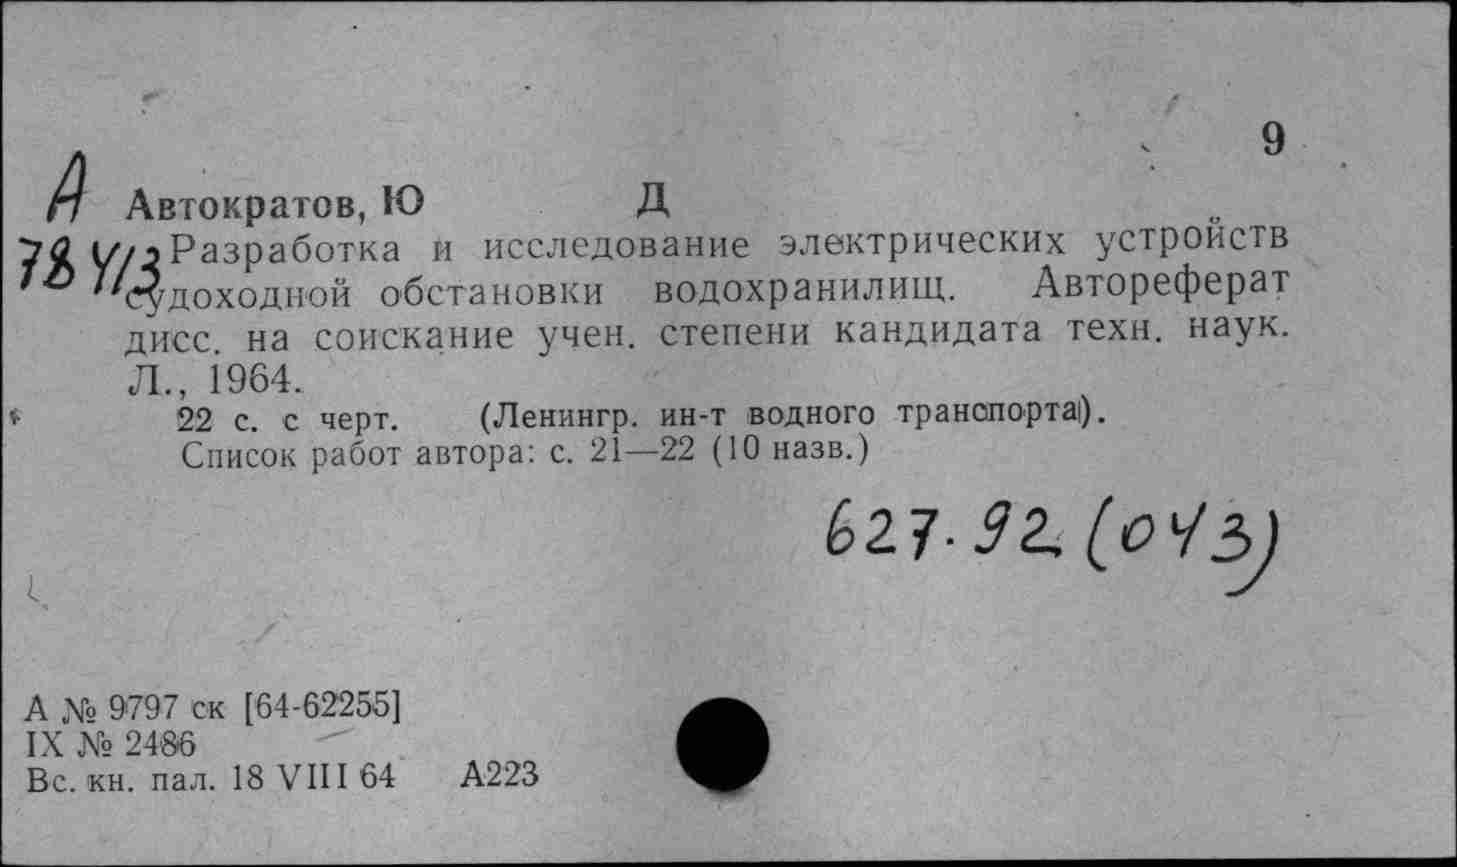 9
А Автократов, Ю Д
Разработка и исследование электрических устройств
судоходной обстановки водохранилищ. Автореферат
дисс. на соискание учен. степени кандидата техн. наук.
Л., 1964.
22 с. с черт. (Ленингр. ин-т водного транспорта).
Список работ автора: с. 21—22 (10 назв.)
627.92 (043)
А № 9797 ск [64-62255]
IX № 2486
Вс. кн. пал. 18 VIII 64 А223